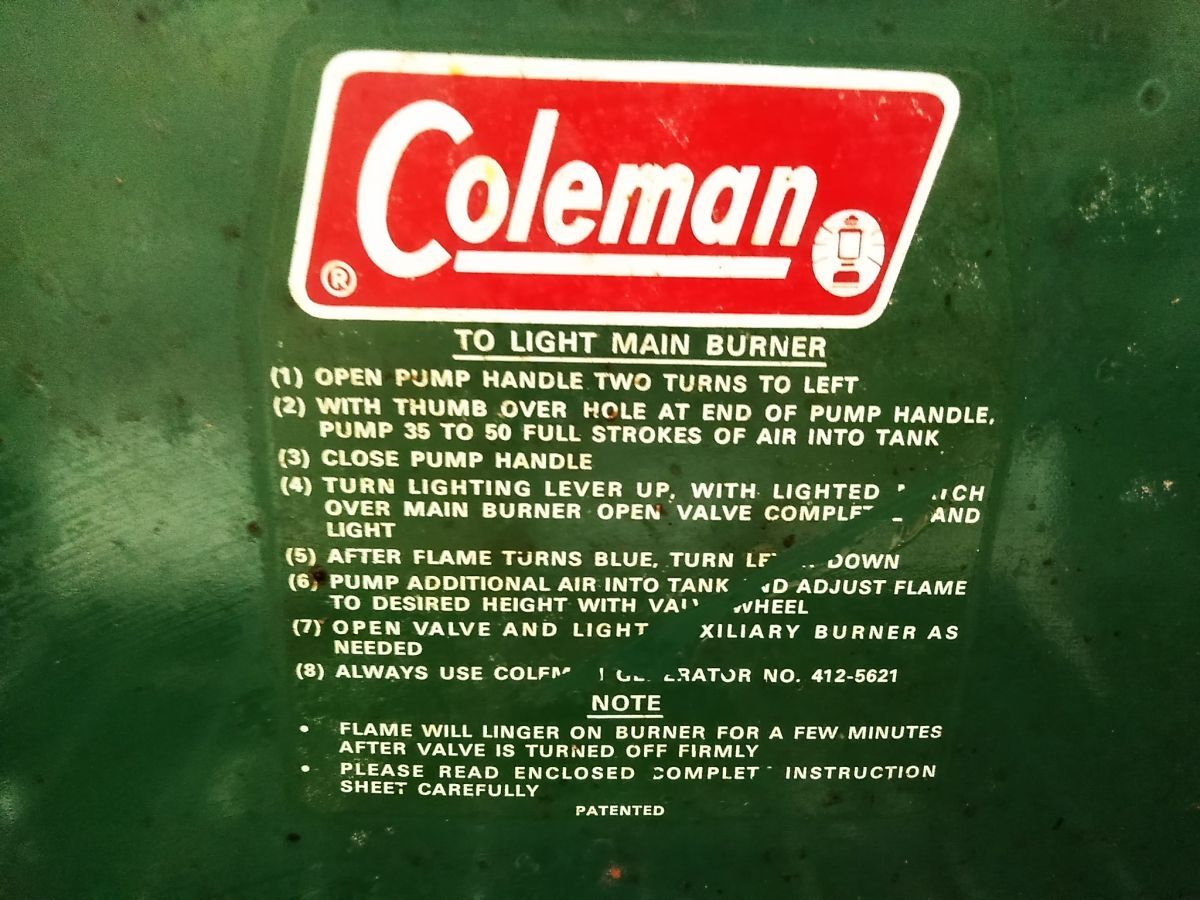 Coleman
®
TO LIGHT MAIN BURNER
(1) OPEN PUMP HANDLE TWO TURNS TO LEFT
(2) WITH THUMB OVER HOLE AT END OF PUMP HANDLE,
PUMP 35 TO 50 FULL STROKES OF AIR INTO TANK
(3) CLOSE PUMP HANDLE
(4) TURN LIGHTING LEVER UP, WITH LIGHTED
OVER MAIN BURNER OPEN VALVE AND
LIGHT
(5) AFTER FLAME TURNS BLUE, TURN DOWN
(6) PUMP ADDITIONAL AIR INTO TANK AND ADJUST FLAME
TO DESIRED HEIGHT WITH WHEEL
(7) OPEN VALVE AND LIGHT BURNER AS
NEEDED
(8) ALWAYS USE NO. 412-5621
NOTE
• FLAME WILL LINGER ON BURNER FOR A FEW MINUTES
AFTER VALVE IS TURNED OFF FIRMLY
• PLEASE READ ENCLOSED COMPLETE INSTRUCTION
SHEET CAREFULLY
PATENTED